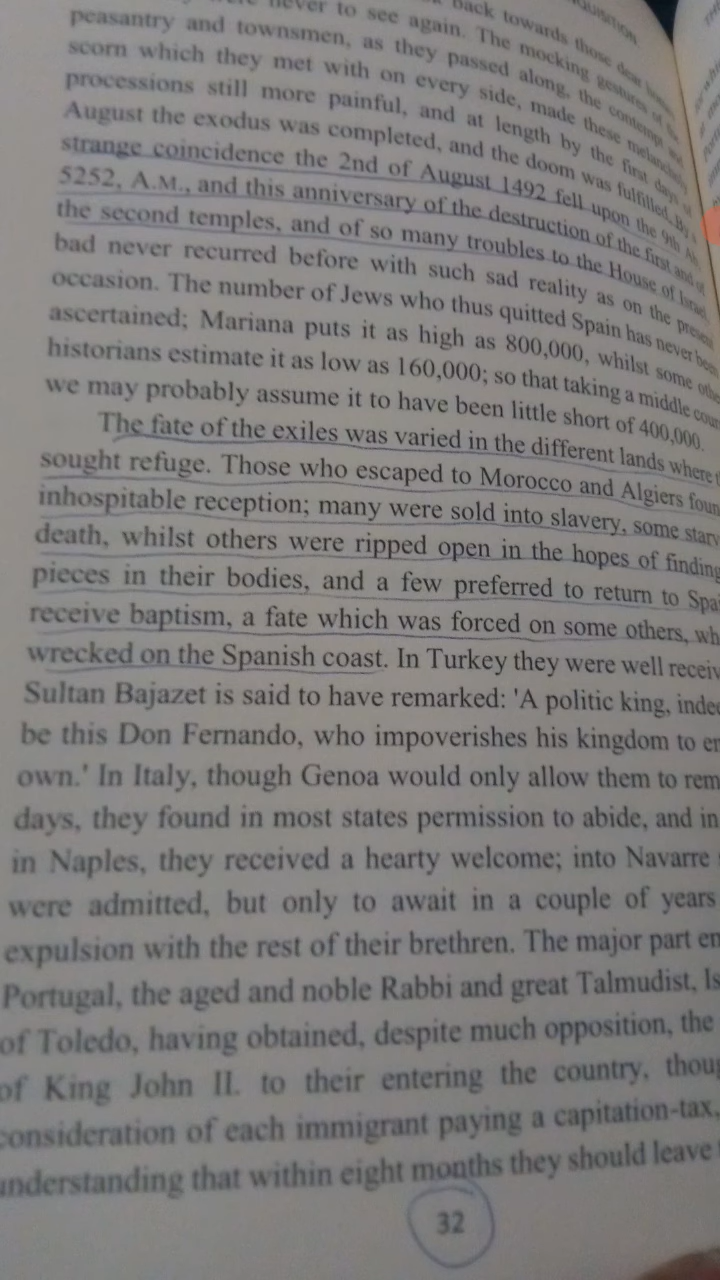 QUISITION
back towards those dear
never to see again. The mocking gestures of the
peasantry and townsmen, as they passed along, the contempt and
scorn which they met with on every side, made these melancholy
processions still more painful, and at length by the first days of
August the exodus was completed, and the doom was fulfilled. By a
strange coincidence the 2nd of August 1492 fell upon the 9th Ab,
5252, A.M., and this anniversary of the destruction of the first and of
the second temples, and of so many troubles to the House of Israel,
bad never recurred before with such sad reality as on the present
occasion. The number of Jews who thus quitted Spain has never been
ascertained; Mariana puts it as high as 800,000, whilst some othe
historians estimate it as low as 160,000; so that taking a middle cour
we may probably assume it to have been little short of 400,000.
The fate of the exiles was varied in the different lands where t
sought refuge. Those who escaped to Morocco and Algiers foun
inhospitable reception; many were sold into slavery, some starv
death, whilst others were ripped open in the hopes of finding
pieces in their bodies, and a few preferred to return to Spai
receive baptism, a fate which was forced on some others, wh
wrecked on the Spanish coast. In Turkey they were well receiv
Sultan Bajazet is said to have remarked: 'A politic king, indee
be this Don Fernando, who impoverishes his kingdom to en
own.' In Italy, though Genoa would only allow them to rem
days, they found in most states permission to abide, and in
in Naples, they received a hearty welcome; into Navarre
were admitted, but only to await in a couple of years
expulsion with the rest of their brethren. The major part en
Portugal, the aged and noble Rabbi and great Talmudist, Is
of Toledo, having obtained, despite much opposition, the
of King John II. to their entering the country, thoug
consideration of each immigrant paying a capitation-tax,
understanding that within eight months they should leave
32